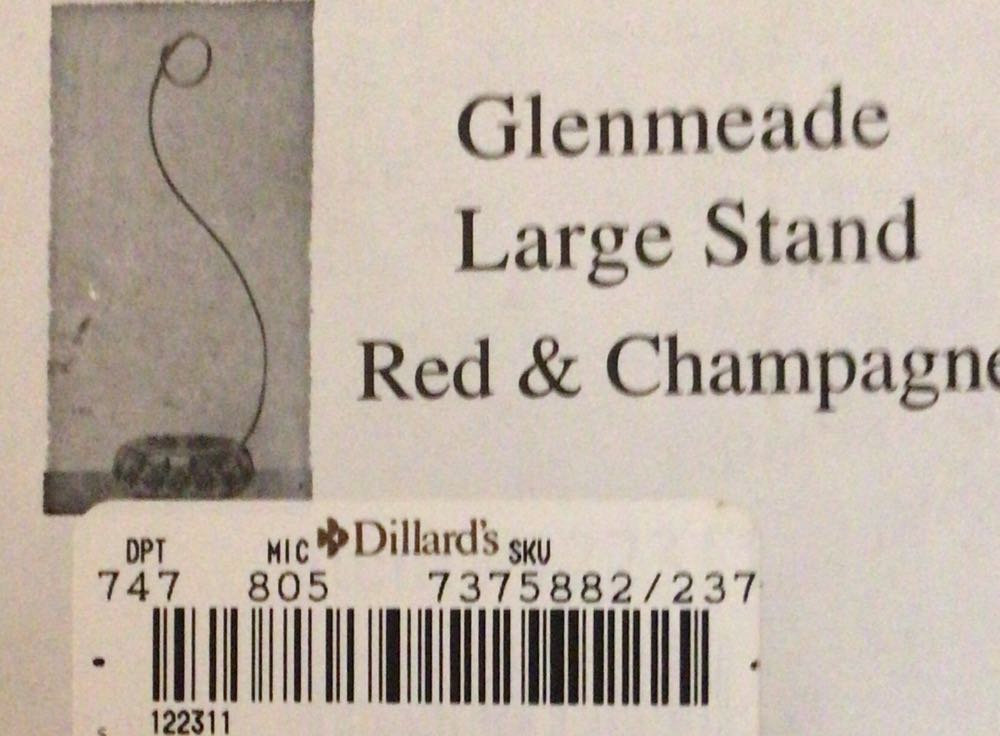 Glenmeade
Large Stand
Red & Champagne
DPT MIC Dillard's SKU
747 805 7375882/237
122311